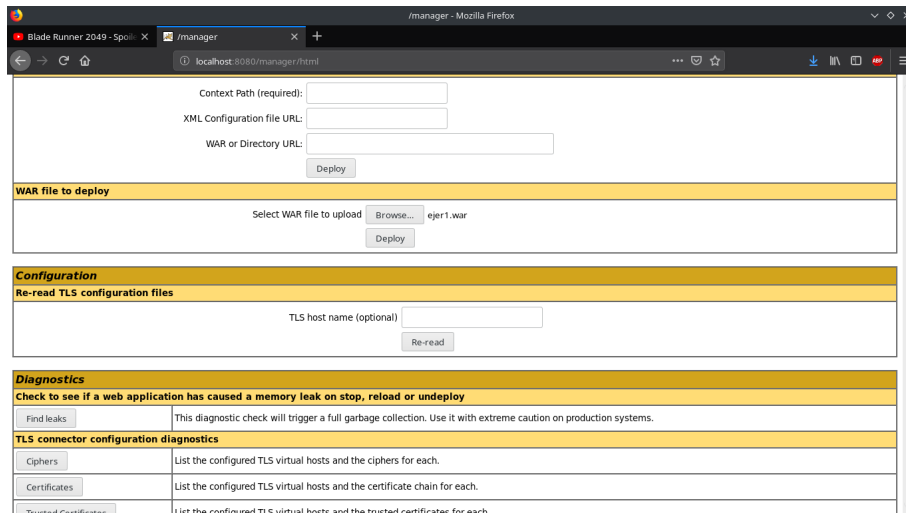 /manager - Mozilla Firefox
Blade Runner 2049 - Spoile
/manager
localhost:8080/manager/html
ABP
Context Path (required):
XML Configuration file URL:
WAR or Directory URL:
Deploy
WAR file to deploy
Select WAR file to upload Browse... ejer1.war
Deploy
Configuration
Re-read TLS configuration files
TLS host name (optional)
Re-read
Diagnostics
Check to see if a web application has caused a memory leak on stop, reload or undeploy
Find leaks This diagnostic check will trigger a full garbage collection. Use it with extreme caution on production systems.
TLS connector configuration diagnostics
Ciphers List the configured TLS virtual hosts and the ciphers for each.
Certificates List the configured TLS virtual hosts and the certificate chain for each.
Trusted Certificates List the configured TLS virtual hosts and the trusted certificates for each.